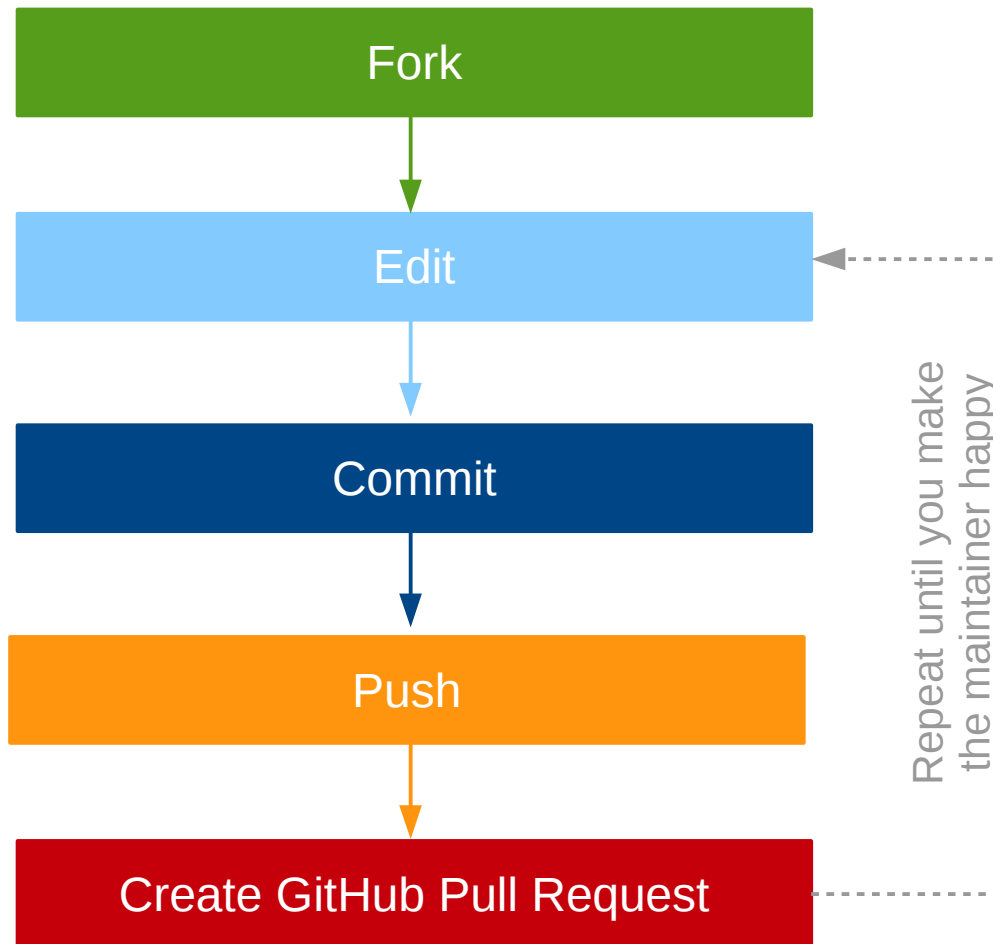 Fork
Edit
Commit
Push
Create GitHub Pull Request
Repeat until you make
the maintainer happy